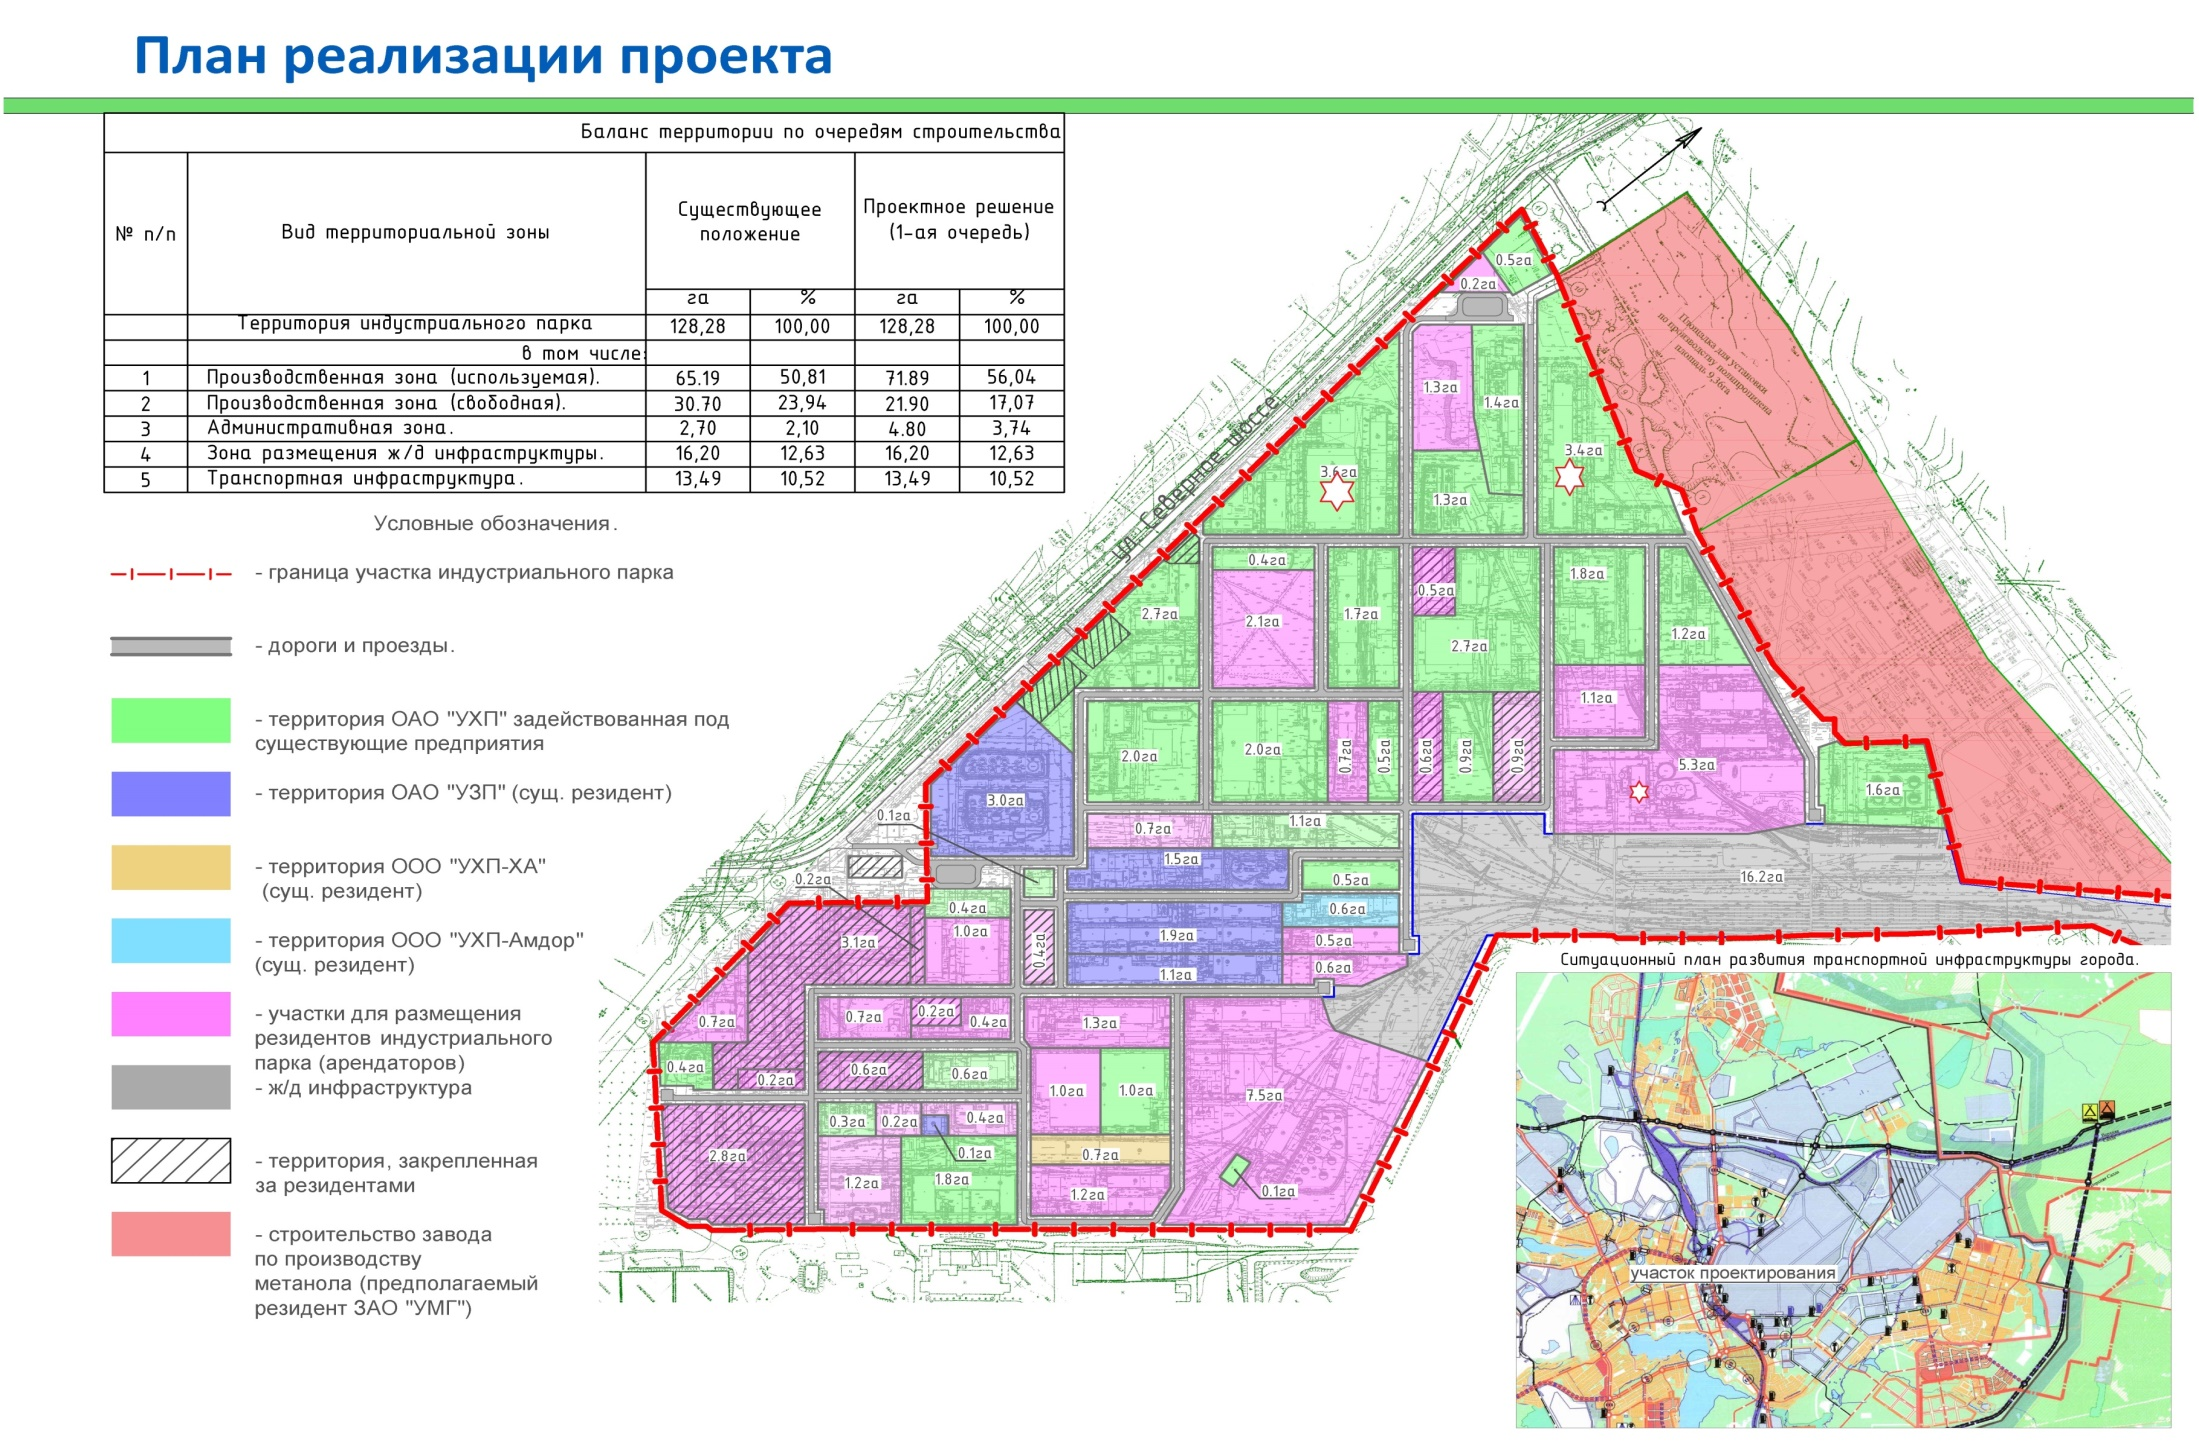 План реализации проекта
Баланс территории по очередям строительства
№ п/п
Вид территориальной зоны
Существующее
положение
Проектное решение
(1-ая очередь)
га
%
га
%
Территория индустриального парка 128,28 100,00 128,28 100,00
в том числе:
1 Производственная зона (используемая). 65.19 50,81 71.89 56,04
2 Производственная зона (свободная). 30.70 23,94 21.90 17,07
3 Административная зона. 2,70 2,10 4.80 3,74
4 Зона размещения ж/д инфраструктуры. 16,20 12,63 16,20 12,63
5 Транспортная инфраструктура. 13,49 10,52 13,49 10,52
Условные обозначения.
- граница участка индустриального парка
- дороги и проезды.
- территория ОАО "УХП" задействованная под
существующие предприятия
- территория ОАО "УЗП" (сущ. резидент)
- территория ООО "УХП-ХА"
(сущ. резидент)
- территория ООО "УХП-Амдор"
(сущ. резидент)
- участки для размещения
резидентов индустриального
парка (арендаторов)
- ж/д инфраструктура
- территория, закрепленная
за резидентами
- строительство завода
по производству
метанола (предполагаемый
резидент ЗАО "УМГ")
ул. Северное шоссе
Площадка для установки
по производству полипропилена
площадь 9,36га
0.5га
0.2га
1.3га
1.4га
3.6га
3.4га
1.3га
0.4га
2.7га
2.1га
1.7га
0.5га
1.8га
2.7га
1.2га
1.1га
2.0га
2.0га
0.7га
0.5га
0.6га
0.9га
0.9га
5.3га
1.6га
3.0га
0.1га
0.7га
1.1га
1.5га
0.5га
16.2га
0.2га
0.4га
0.6га
3.1га
1.0га
0.4га
1.9га
0.5га
1.1га
0.6га
0.7га
0.7га
0.2га
0.4га
1.3га
0.4га
0.2га
0.6га
0.6га
1.0га
1.0га
7.5га
0.3га
0.2га
0.4га
0.1га
2.8га
0.7га
1.2га
1.8га
1.2га
0.1га
Ситуационный план развития транспортной инфраструктуры города.
участок проектирования